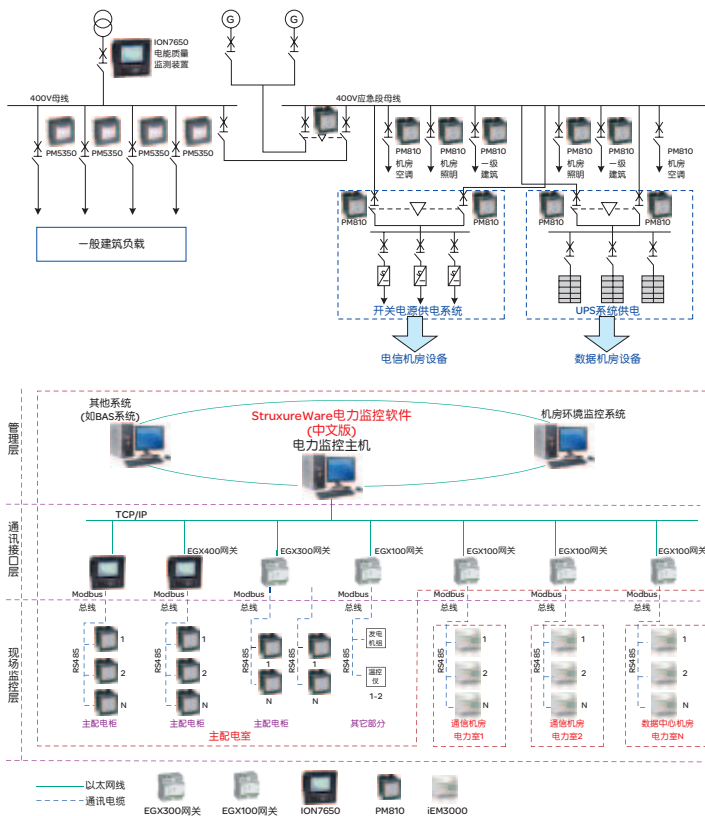 G
G
ION7650
电能质量
监测装置
400V母线
400V应急段母线
PM5350
PM5350
PM5350
PM5350
PM810
机房
空调
PM810
机房
照明
PM810
一级
建筑
PM810
机房
照明
PM810
一级
建筑
PM810
机房
空调
PM810
PM810
PM810
PM810
一般建筑负载
开关电源供电系统
UPS系统供电
电信机房设备
数据机房设备
管理层
其他系统
(如BAS系统)
StruxureWare电力监控软件
(中文版)
电力监控主机
机房环境监控系统
通讯接口层
TCP/IP
EGX400网关
EGX300网关
EGX100网关
EGX100网关
EGX100网关
EGX100网关
Modbus
总线
Modbus
总线
Modbus
总线
Modbus
总线
Modbus
总线
Modbus
总线
Modbus
总线
现场监控层
RS485
1
2
N
主配电柜
RS485
1
2
N
主配电柜
RS485
1
N
1
N
主配电柜
RS485
发电
机组
温控
仪
1-2
其它部分
主配电室
RS485
1
2
N
通信机房
电力室1
RS485
1
2
N
通信机房
电力室2
RS485
1
2
N
数据中心机房
电力室N
以太网线
通讯电缆
EGX300网关
EGX100网关
ION7650
PM810
iEM3000